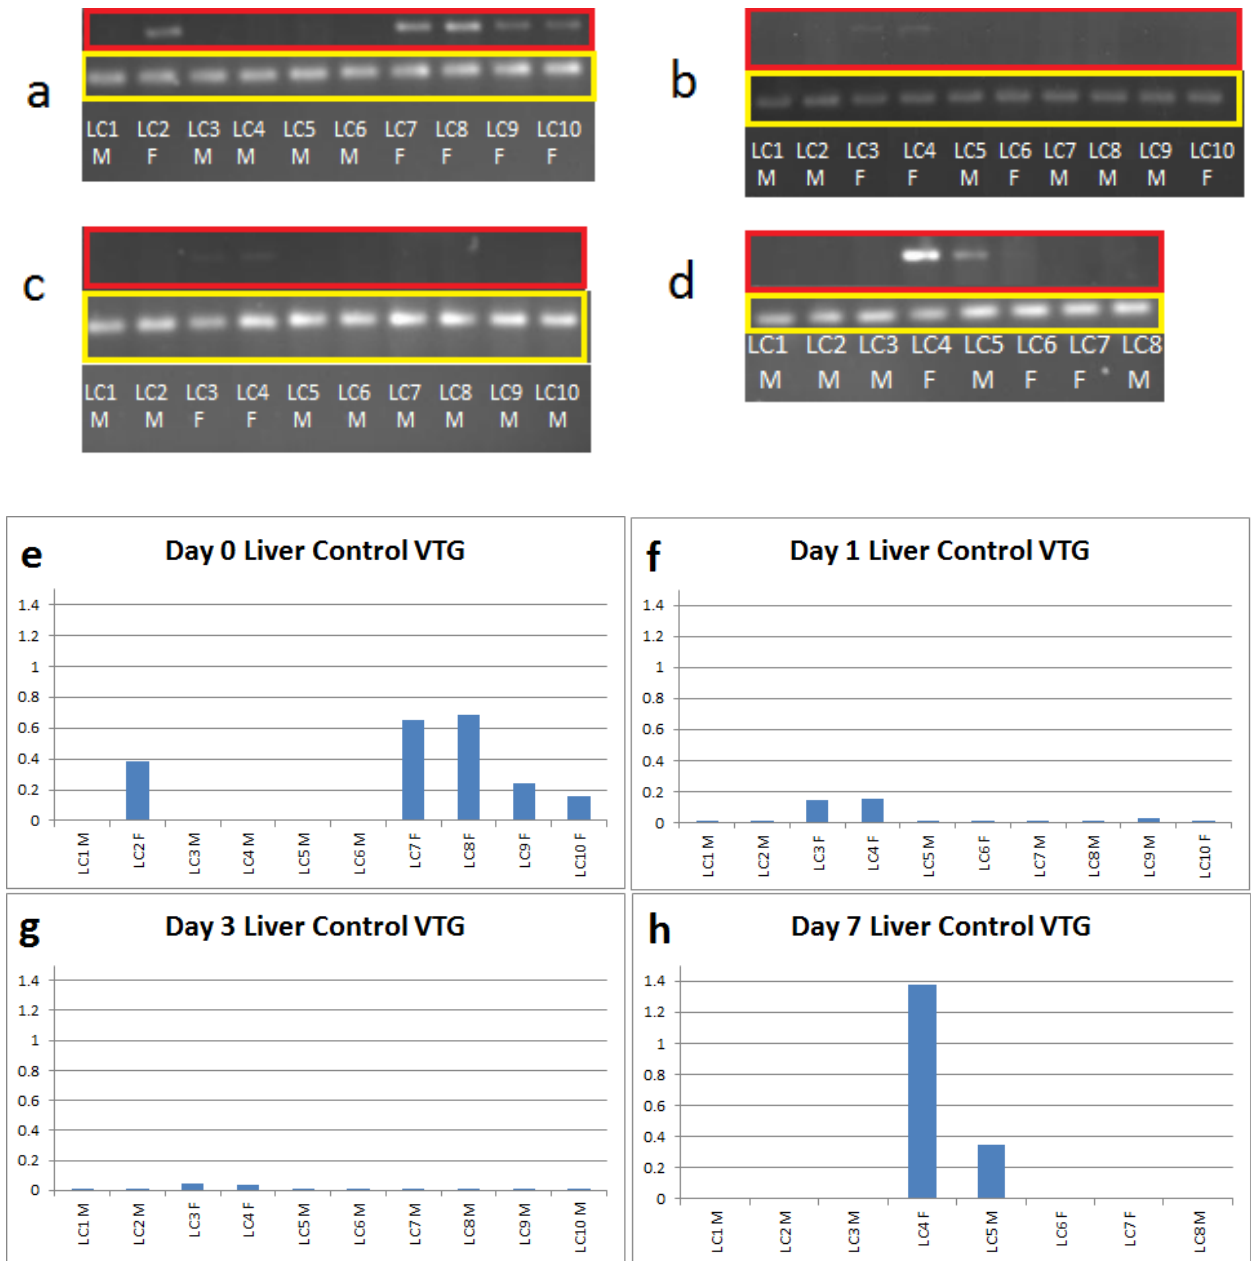 a
LC1 LC2 LC3 LC4 LC5 LC6 LC7 LC8 LC9 LC10
M F M M M M F F F F
b
LC1 LC2 LC3 LC4 LC5 LC6 LC7 LC8 LC9 LC10
M M F F M F M M M F
c
LC1 LC2 LC3 LC4 LC5 LC6 LC7 LC8 LC9 LC10
M M F F M M M M M M
d
LC1 LC2 LC3 LC4 LC5 LC6 LC7 LC8
M M M F M F F M
e Day 0 Liver Control VTG
1.4
1.2
1
0.8
0.6
0.4
0.2
0
LC1 M LC2 F LC3 M LC4 M LC5 M LC6 M LC7 F LC8 F LC9 F LC10 F
f Day 1 Liver Control VTG
1.4
1.2
1
0.8
0.6
0.4
0.2
0
LC1 M LC2 M LC3 F LC4 F LC5 M LC6 F LC7 M LC8 M LC9 M LC10 F
g Day 3 Liver Control VTG
1.4
1.2
1
0.8
0.6
0.4
0.2
0
LC1 M LC2 M LC3 F LC4 F LC5 M LC6 M LC7 M LC8 M LC9 M LC10 M
h Day 7 Liver Control VTG
1.4
1.2
1
0.8
0.6
0.4
0.2
0
LC1 M LC2 M LC3 M LC4 F LC5 M LC6 F LC7 F LC8 M